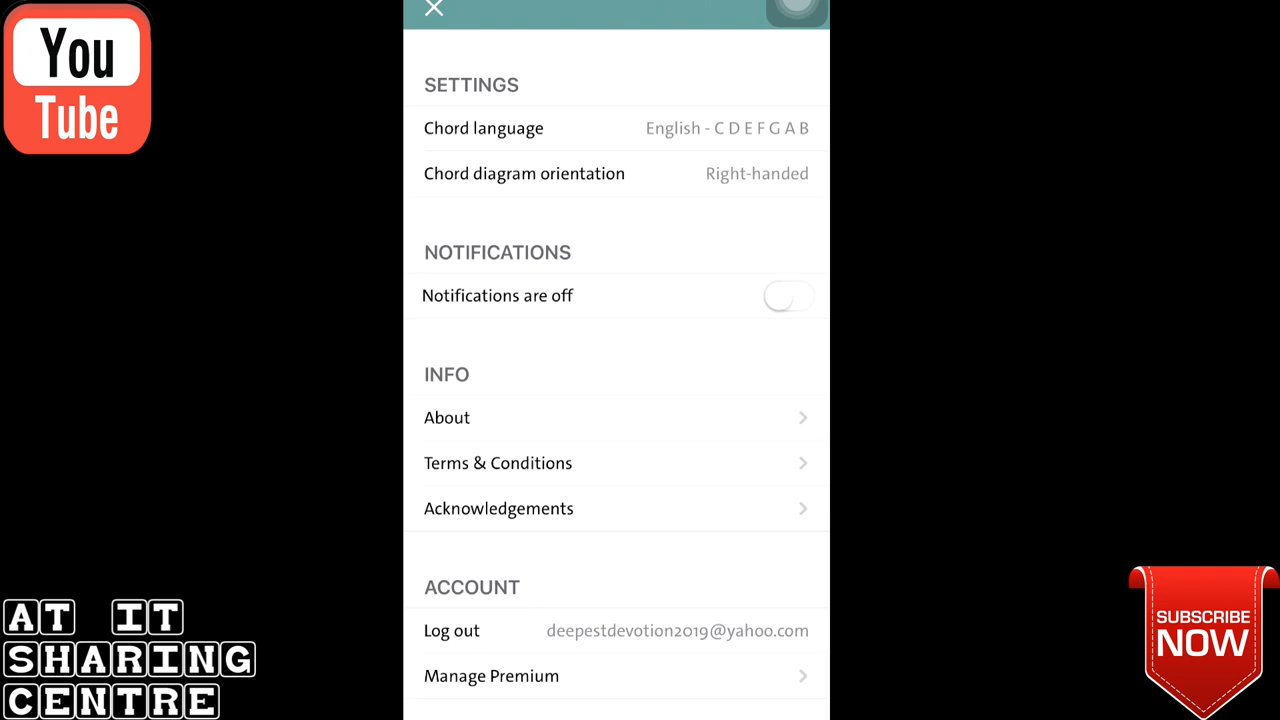 You
Tube
SETTINGS
Chord language English - C D E F G A B
Chord diagram orientation Right-handed
NOTIFICATIONS
Notifications are off
INFO
About
Terms & Conditions
Acknowledgements
ACCOUNT
Log out deepestdevotion2019@yahoo.com
Manage Premium
AT IT
SHARING
CENTRE
SUBSCRIBE
NOW